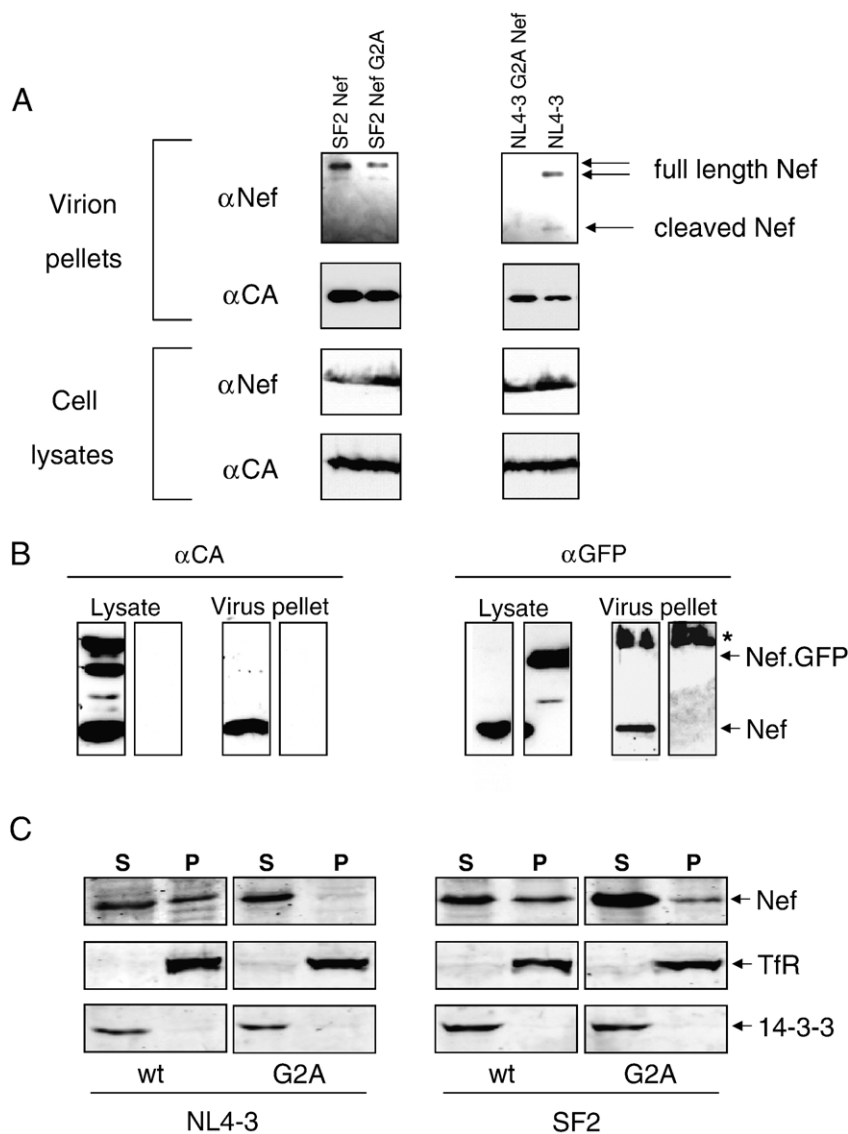 A
SF2 Nef
SF2 Nef G2A
NL4-3 G2A Nef
NL4-3
Virion
pellets
αNef
full length Nef
cleaved Nef
αCA
Cell
lysates
αNef
αCA
B
αCA
αGFP
Lysate
Virus pellet
Lysate
Virus pellet
*
Nef.GFP
Nef
C
S P S P
S P S P
Nef
TfR
14-3-3
wt G2A
wt G2A
NL4-3
SF2